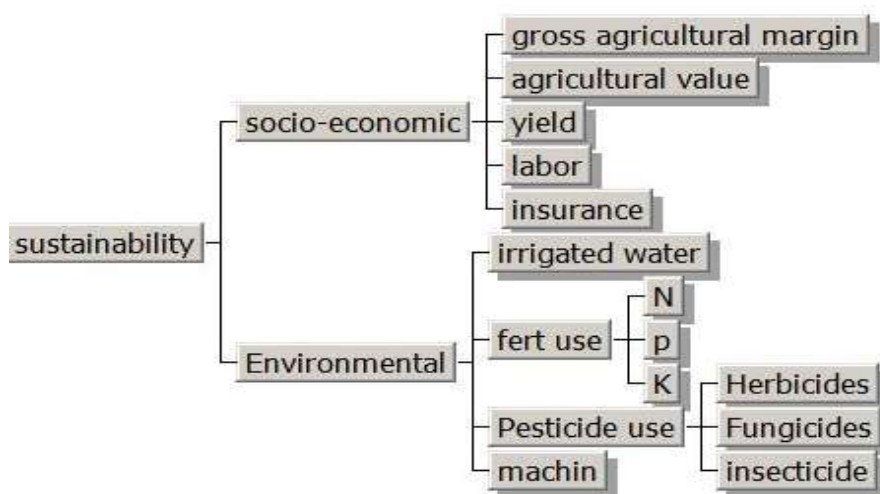 gross agricultural margin
agricultural value
socio-economic
yield
labor
insurance
sustainability
irrigated water
N
fert use
p
Environmental
K
Herbicides
Pesticide use
Fungicides
machin
insecticide